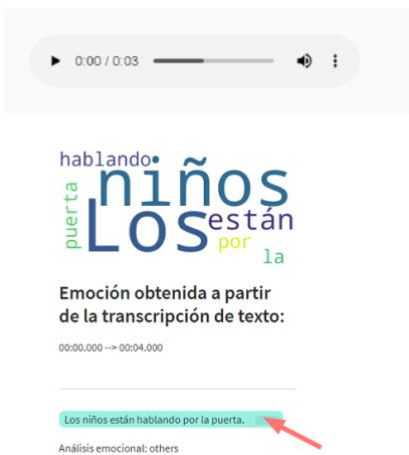 0:00 / 0:03
hablando
niños
puerta
Los
están
por
la
Emoción obtenida a partir
de la transcripción de texto:
00:00.000 --> 00:04.000
Los niños están hablando por la puerta.
Análisis emocional: others